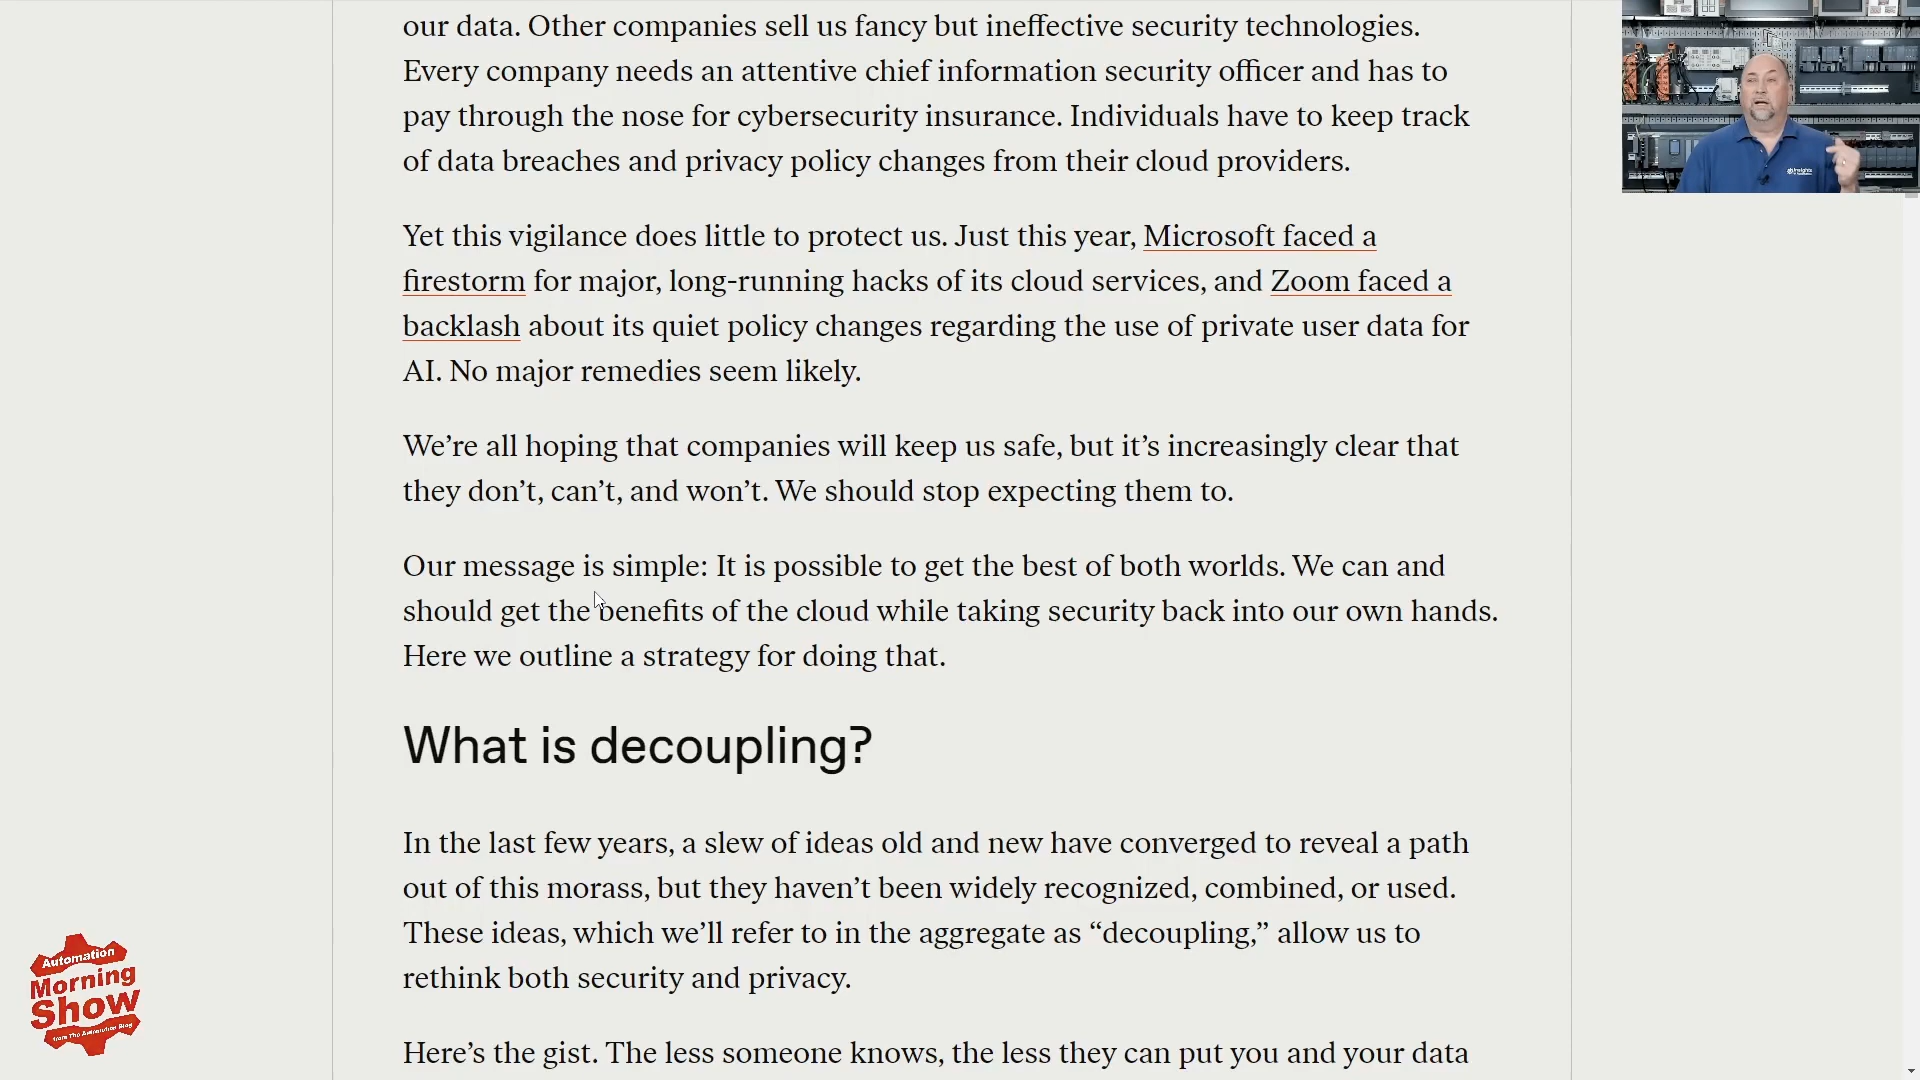 our data. Other companies sell us fancy but ineffective security technologies.
Every company needs an attentive chief information security officer and has to
pay through the nose for cybersecurity insurance. Individuals have to keep track
of data breaches and privacy policy changes from their cloud providers.
Yet this vigilance does little to protect us. Just this year, Microsoft faced a
firestorm for major, long-running hacks of its cloud services, and Zoom faced a
backlash about its quiet policy changes regarding the use of private user data for
AI. No major remedies seem likely.
We’re all hoping that companies will keep us safe, but it’s increasingly clear that
they don’t, can’t, and won’t. We should stop expecting them to.
Our message is simple: It is possible to get the best of both worlds. We can and
should get the benefits of the cloud while taking security back into our own hands.
Here we outline a strategy for doing that.
What is decoupling?
In the last few years, a slew of ideas old and new have converged to reveal a path
out of this morass, but they haven’t been widely recognized, combined, or used.
These ideas, which we’ll refer to in the aggregate as “decoupling,” allow us to
rethink both security and privacy.
Here’s the gist. The less someone knows, the less they can put you and your data
Automation
Morning
Show
from The Automation Blog